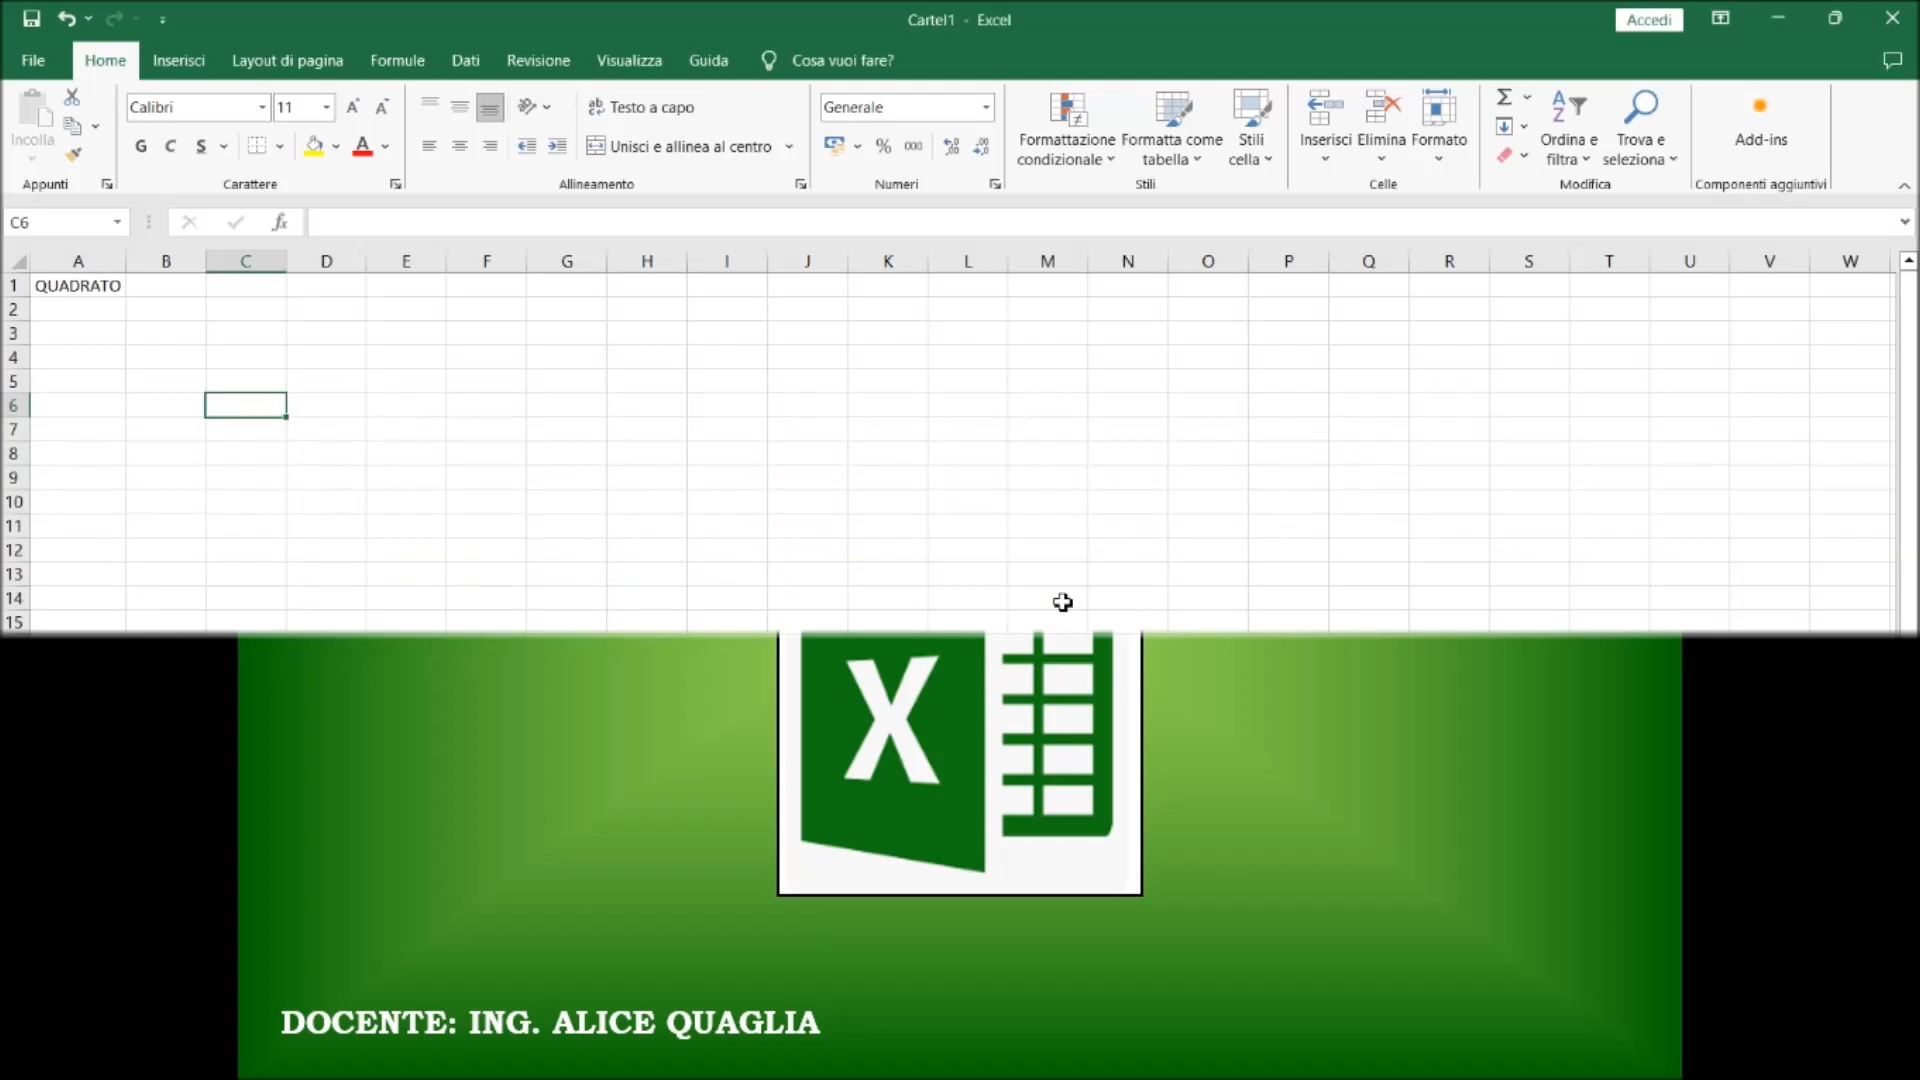 Cartel1 - Excel
Accedi
File Home Inserisci Layout di pagina Formule Dati Revisione Visualizza Guida Cosa vuoi fare?
Incolla
Calibri 11
G C S
Testo a capo
Unisci e allinea al centro
Generale
% 000
Formattazione condizionale
Formatta come tabella
Stili cella
Inserisci Elimina Formato
Ordina e filtra
Trova e seleziona
Add-ins
Appunti Carattere Allineamento Numeri Stili Celle Modifica Componenti aggiuntivi
C6 fx
A B C D E F G H I J K L M N O P Q R S T U V W
1 QUADRATO
2
3
4
5
6
7
8
9
10
11
12
13
14
15
X
DOCENTE: ING. ALICE QUAGLIA